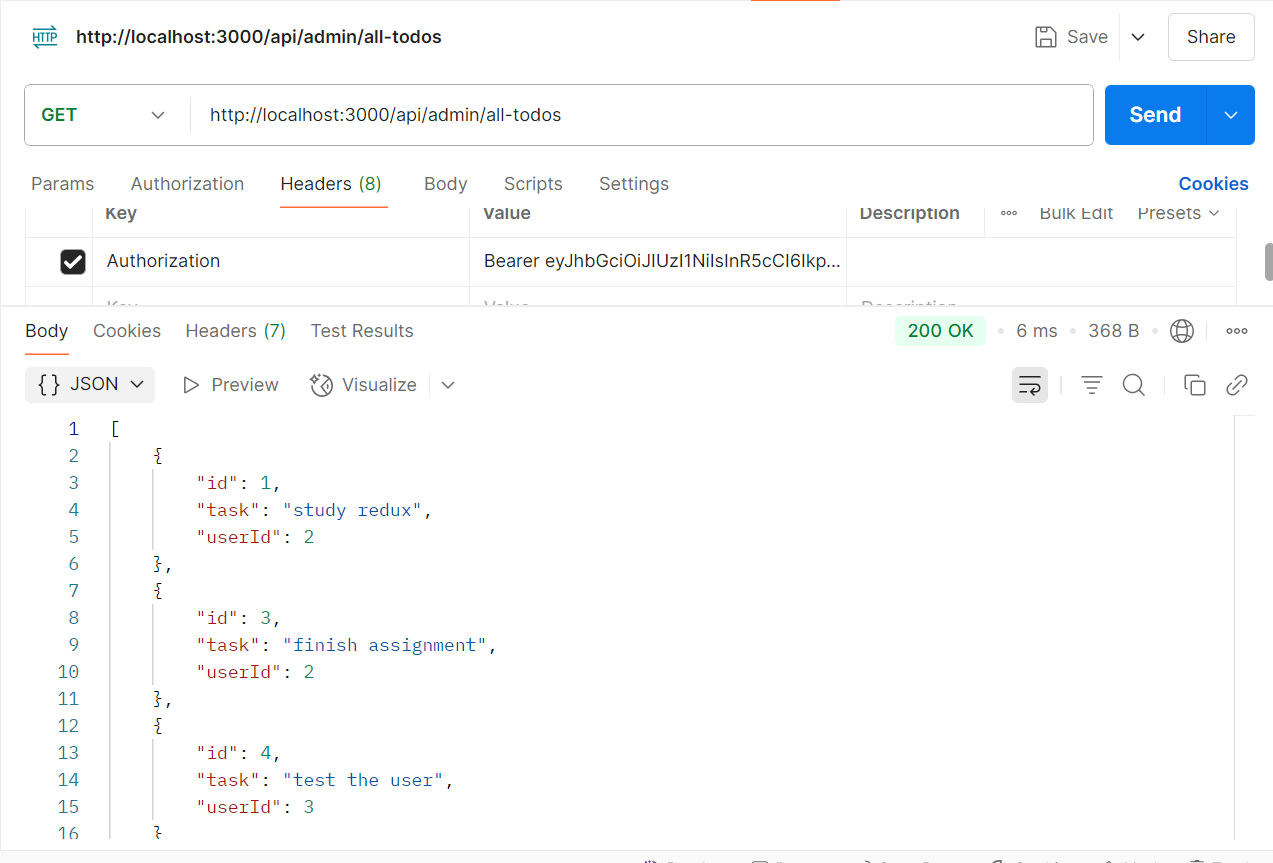 HTTP http://localhost:3000/api/admin/all-todos Save Share
GET http://localhost:3000/api/admin/all-todos Send
Params Authorization Headers (8) Body Scripts Settings Cookies
Key Value Description Bulk Edit Presets
Authorization Bearer eyJhbGciOiJIUzI1NiIsInR5cCI6Ikp...
Key Value Description
Body Cookies Headers (7) Test Results 200 OK 6 ms 368 B
{} JSON Preview Visualize
1 [
2 {
3 "id": 1,
4 "task": "study redux",
5 "userId": 2
6 },
7 {
8 "id": 3,
9 "task": "finish assignment",
10 "userId": 2
11 },
12 {
13 "id": 4,
14 "task": "test the user",
15 "userId": 3
16 }